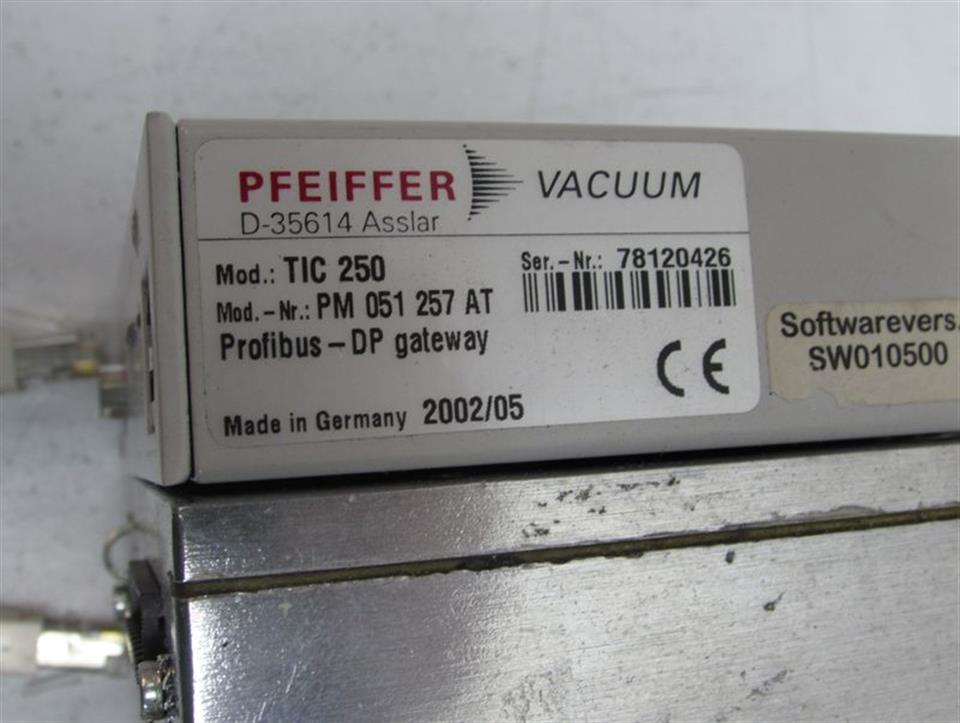 PFEIFFER VACUUM
D-35614 Asslar
Mod.: TIC 250
Ser.-Nr.: 78120426
Mod.-Nr.: PM 051 257 AT
Profibus-DP gateway
CE
Made in Germany 2002/05
Softwarevers.
SW010500